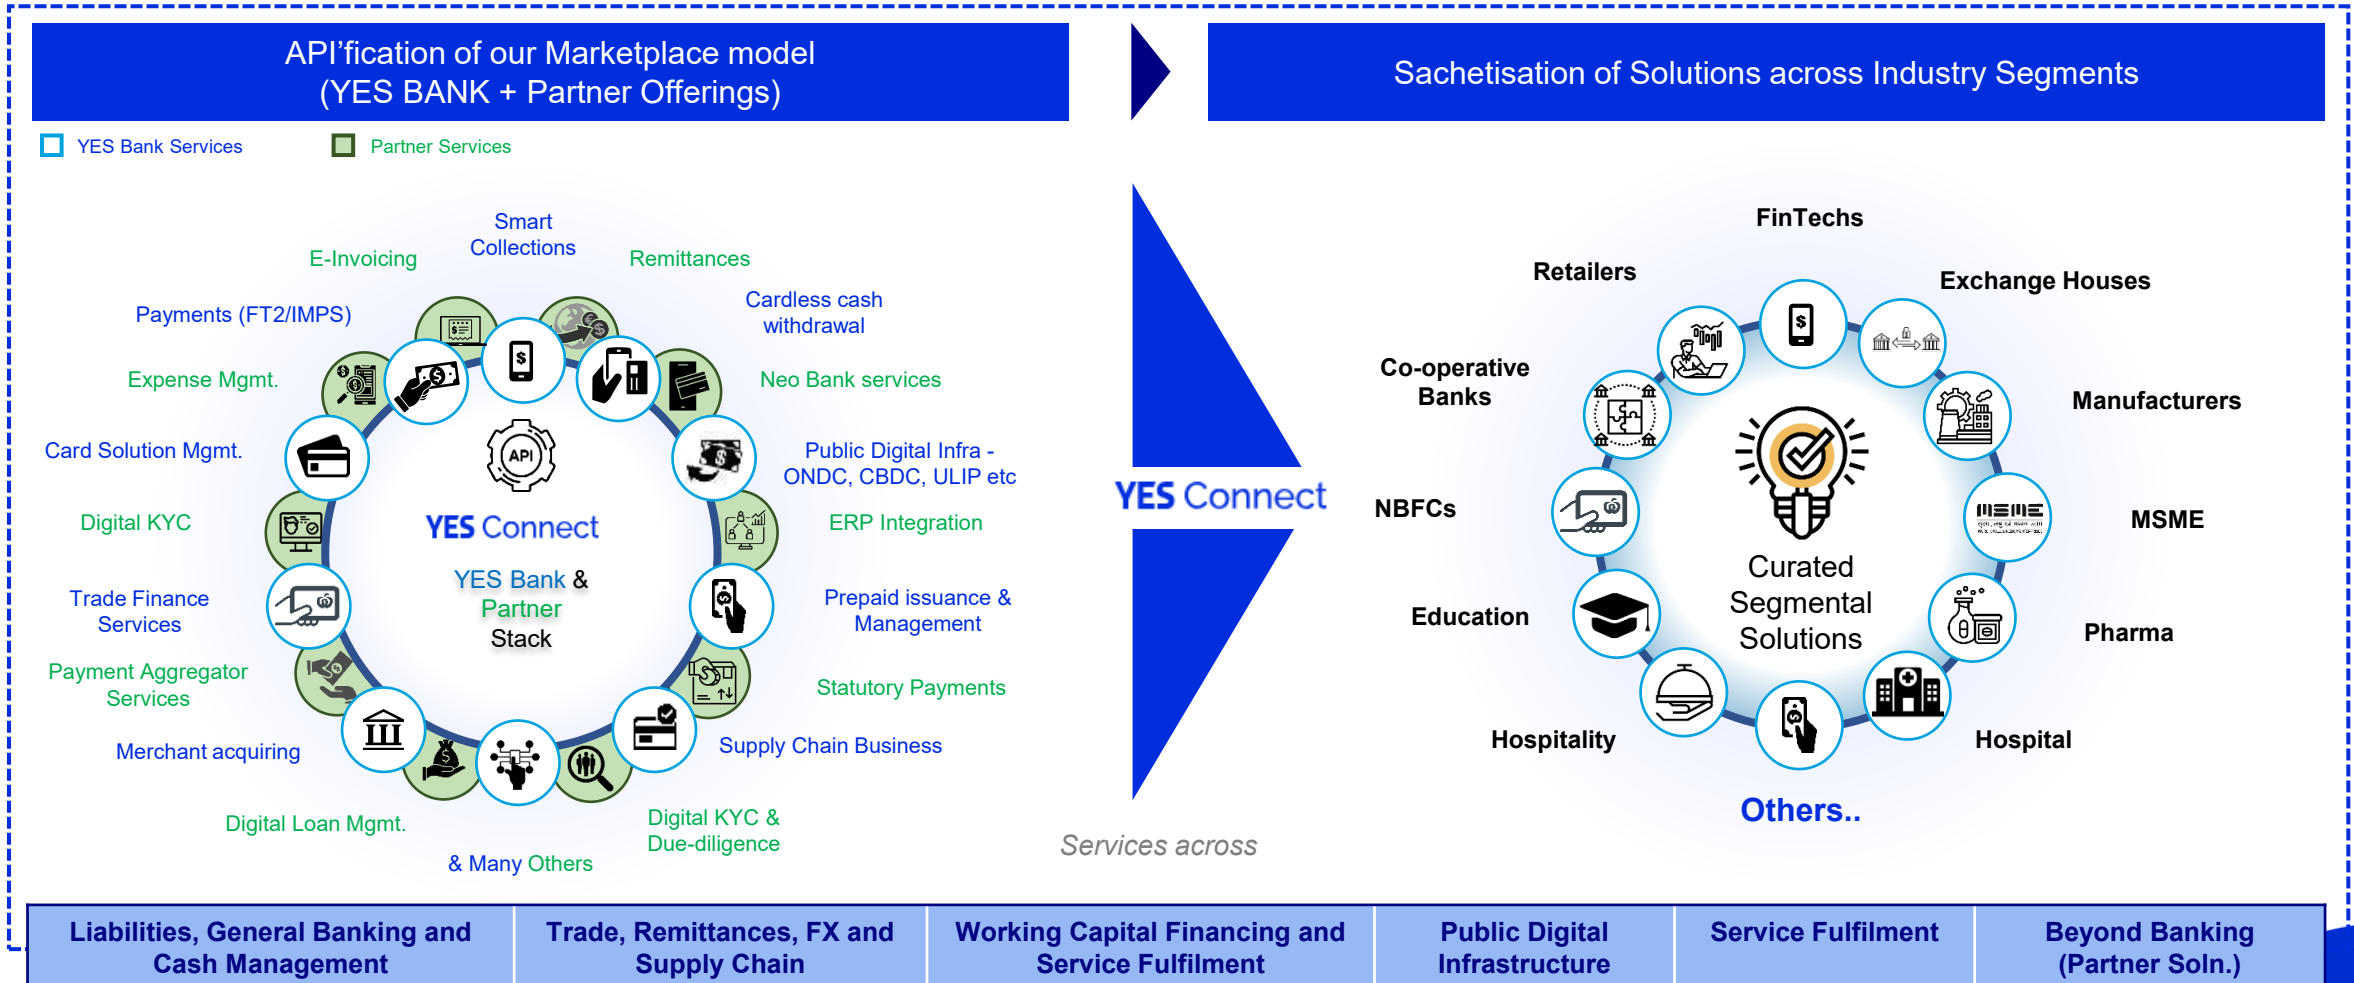 API'fication of our Marketplace model
(YES BANK + Partner Offerings)
Sachetisation of Solutions across Industry Segments
YES Bank Services
Partner Services
Smart
Collections
E-Invoicing
Remittances
Payments (FT2/IMPS)
Cardless cash
withdrawal
Expense Mgmt.
Neo Bank services
Card Solution Mgmt.
Public Digital Infra -
ONDC, CBDC, ULIP etc
Digital KYC
ERP Integration
Trade Finance
Services
Prepaid issuance &
Management
Payment Aggregator
Services
Statutory Payments
Merchant acquiring
Supply Chain Business
Digital Loan Mgmt.
Digital KYC &
Due-diligence
& Many Others
API
YES Connect
YES Bank &
Partner
Stack
YES Connect
Services across
FinTechs
Retailers
Exchange Houses
Co-operative
Banks
Manufacturers
NBFCs
MSME
MSME
Education
Pharma
Hospitality
Hospital
Others..
Curated
Segmental
Solutions
Liabilities, General Banking and
Cash Management
Trade, Remittances, FX and
Supply Chain
Working Capital Financing and
Service Fulfilment
Public Digital
Infrastructure
Service Fulfilment
Beyond Banking
(Partner Soln.)